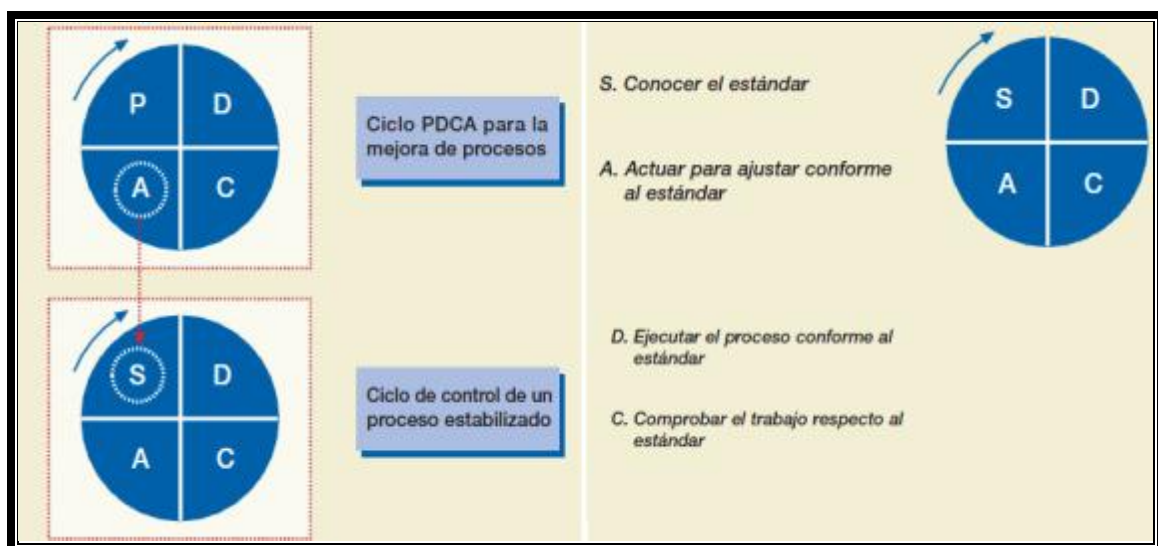 P D
A C
Ciclo PDCA para la
mejora de procesos
S D
A C
Ciclo de control de un
proceso estabilizado
S. Conocer el estándar
A. Actuar para ajustar conforme
al estándar
S D
A C
D. Ejecutar el proceso conforme al
estándar
C. Comprobar el trabajo respecto al
estándar